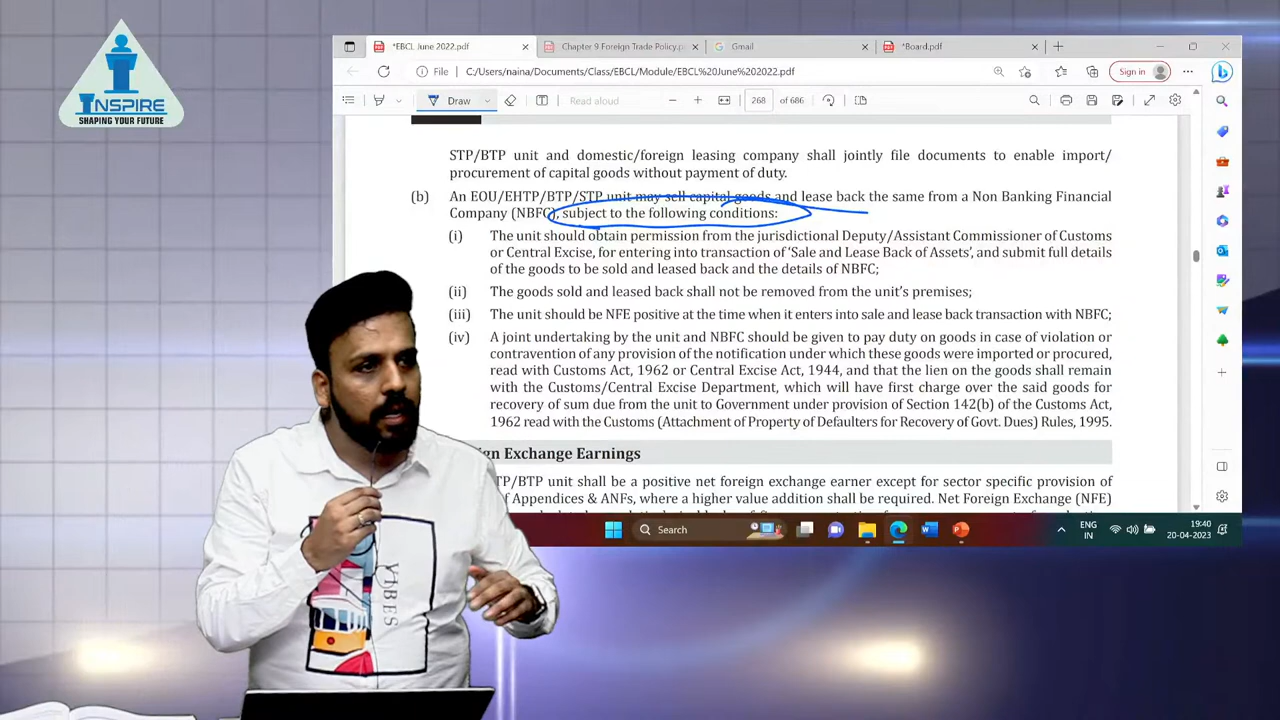 INSPIRE
SHAPING YOUR FUTURE
*EBCL June 2022.pdf
Chapter 9 Foreign Trade Policy.p
Gmail
*Board.pdf
File
C:/Users/naina/Documents/Class/EBCL/Module/EBCL%20June%202022.pdf
Sign in
Draw
Read aloud
268 of 686
STP/BTP unit and domestic/foreign leasing company shall jointly file documents to enable import/
procurement of capital goods without payment of duty.
(b) An EOU/EHTP/BTP/STP unit may sell capital goods and lease back the same from a Non Banking Financial
Company (NBFC), subject to the following conditions:
(i) The unit should obtain permission from the jurisdictional Deputy/Assistant Commissioner of Customs
or Central Excise, for entering into transaction of ‘Sale and Lease Back of Assets’, and submit full details
of the goods to be sold and leased back and the details of NBFC;
(ii) The goods sold and leased back shall not be removed from the unit’s premises;
(iii) The unit should be NFE positive at the time when it enters into sale and lease back transaction with NBFC;
(iv) A joint undertaking by the unit and NBFC should be given to pay duty on goods in case of violation or
contravention of any provision of the notification under which these goods were imported or procured,
read with Customs Act, 1962 or Central Excise Act, 1944, and that the lien on the goods shall remain
with the Customs/Central Excise Department, which will have first charge over the said goods for
recovery of sum due from the unit to Government under provision of Section 142(b) of the Customs Act,
1962 read with the Customs (Attachment of Property of Defaulters for Recovery of Govt. Dues) Rules, 1995.
gn Exchange Earnings
TP/BTP unit shall be a positive net foreign exchange earner except for sector specific provision of
of Appendices & ANFs, where a higher value addition shall be required. Net Foreign Exchange (NFE)
VIBES
Search
ENG
IN
19:40
20-04-2023